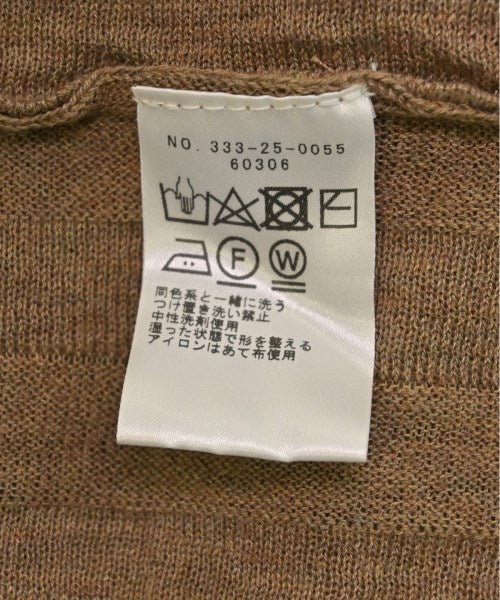 NO. 333-25-0055
60306
F W
同色系と一緒に洗う
つけ置き洗い禁止
中性洗剤使用
湿った状態で形を整える
アイロンはあて布使用